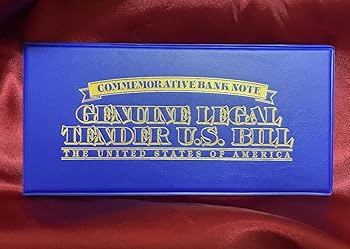 COMMEMORATIVE BANK NOTE
GENUINE LEGAL
TENDER U.S. BILL
THE UNITED STATES OF AMERICA